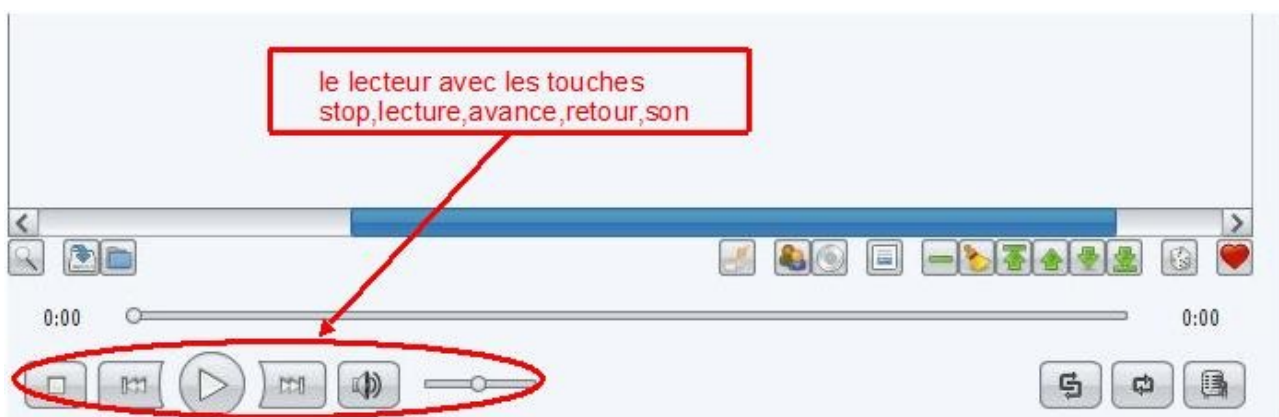 le lecteur avec les touches
stop,lecture,avance,retour,son
0:00
0:00